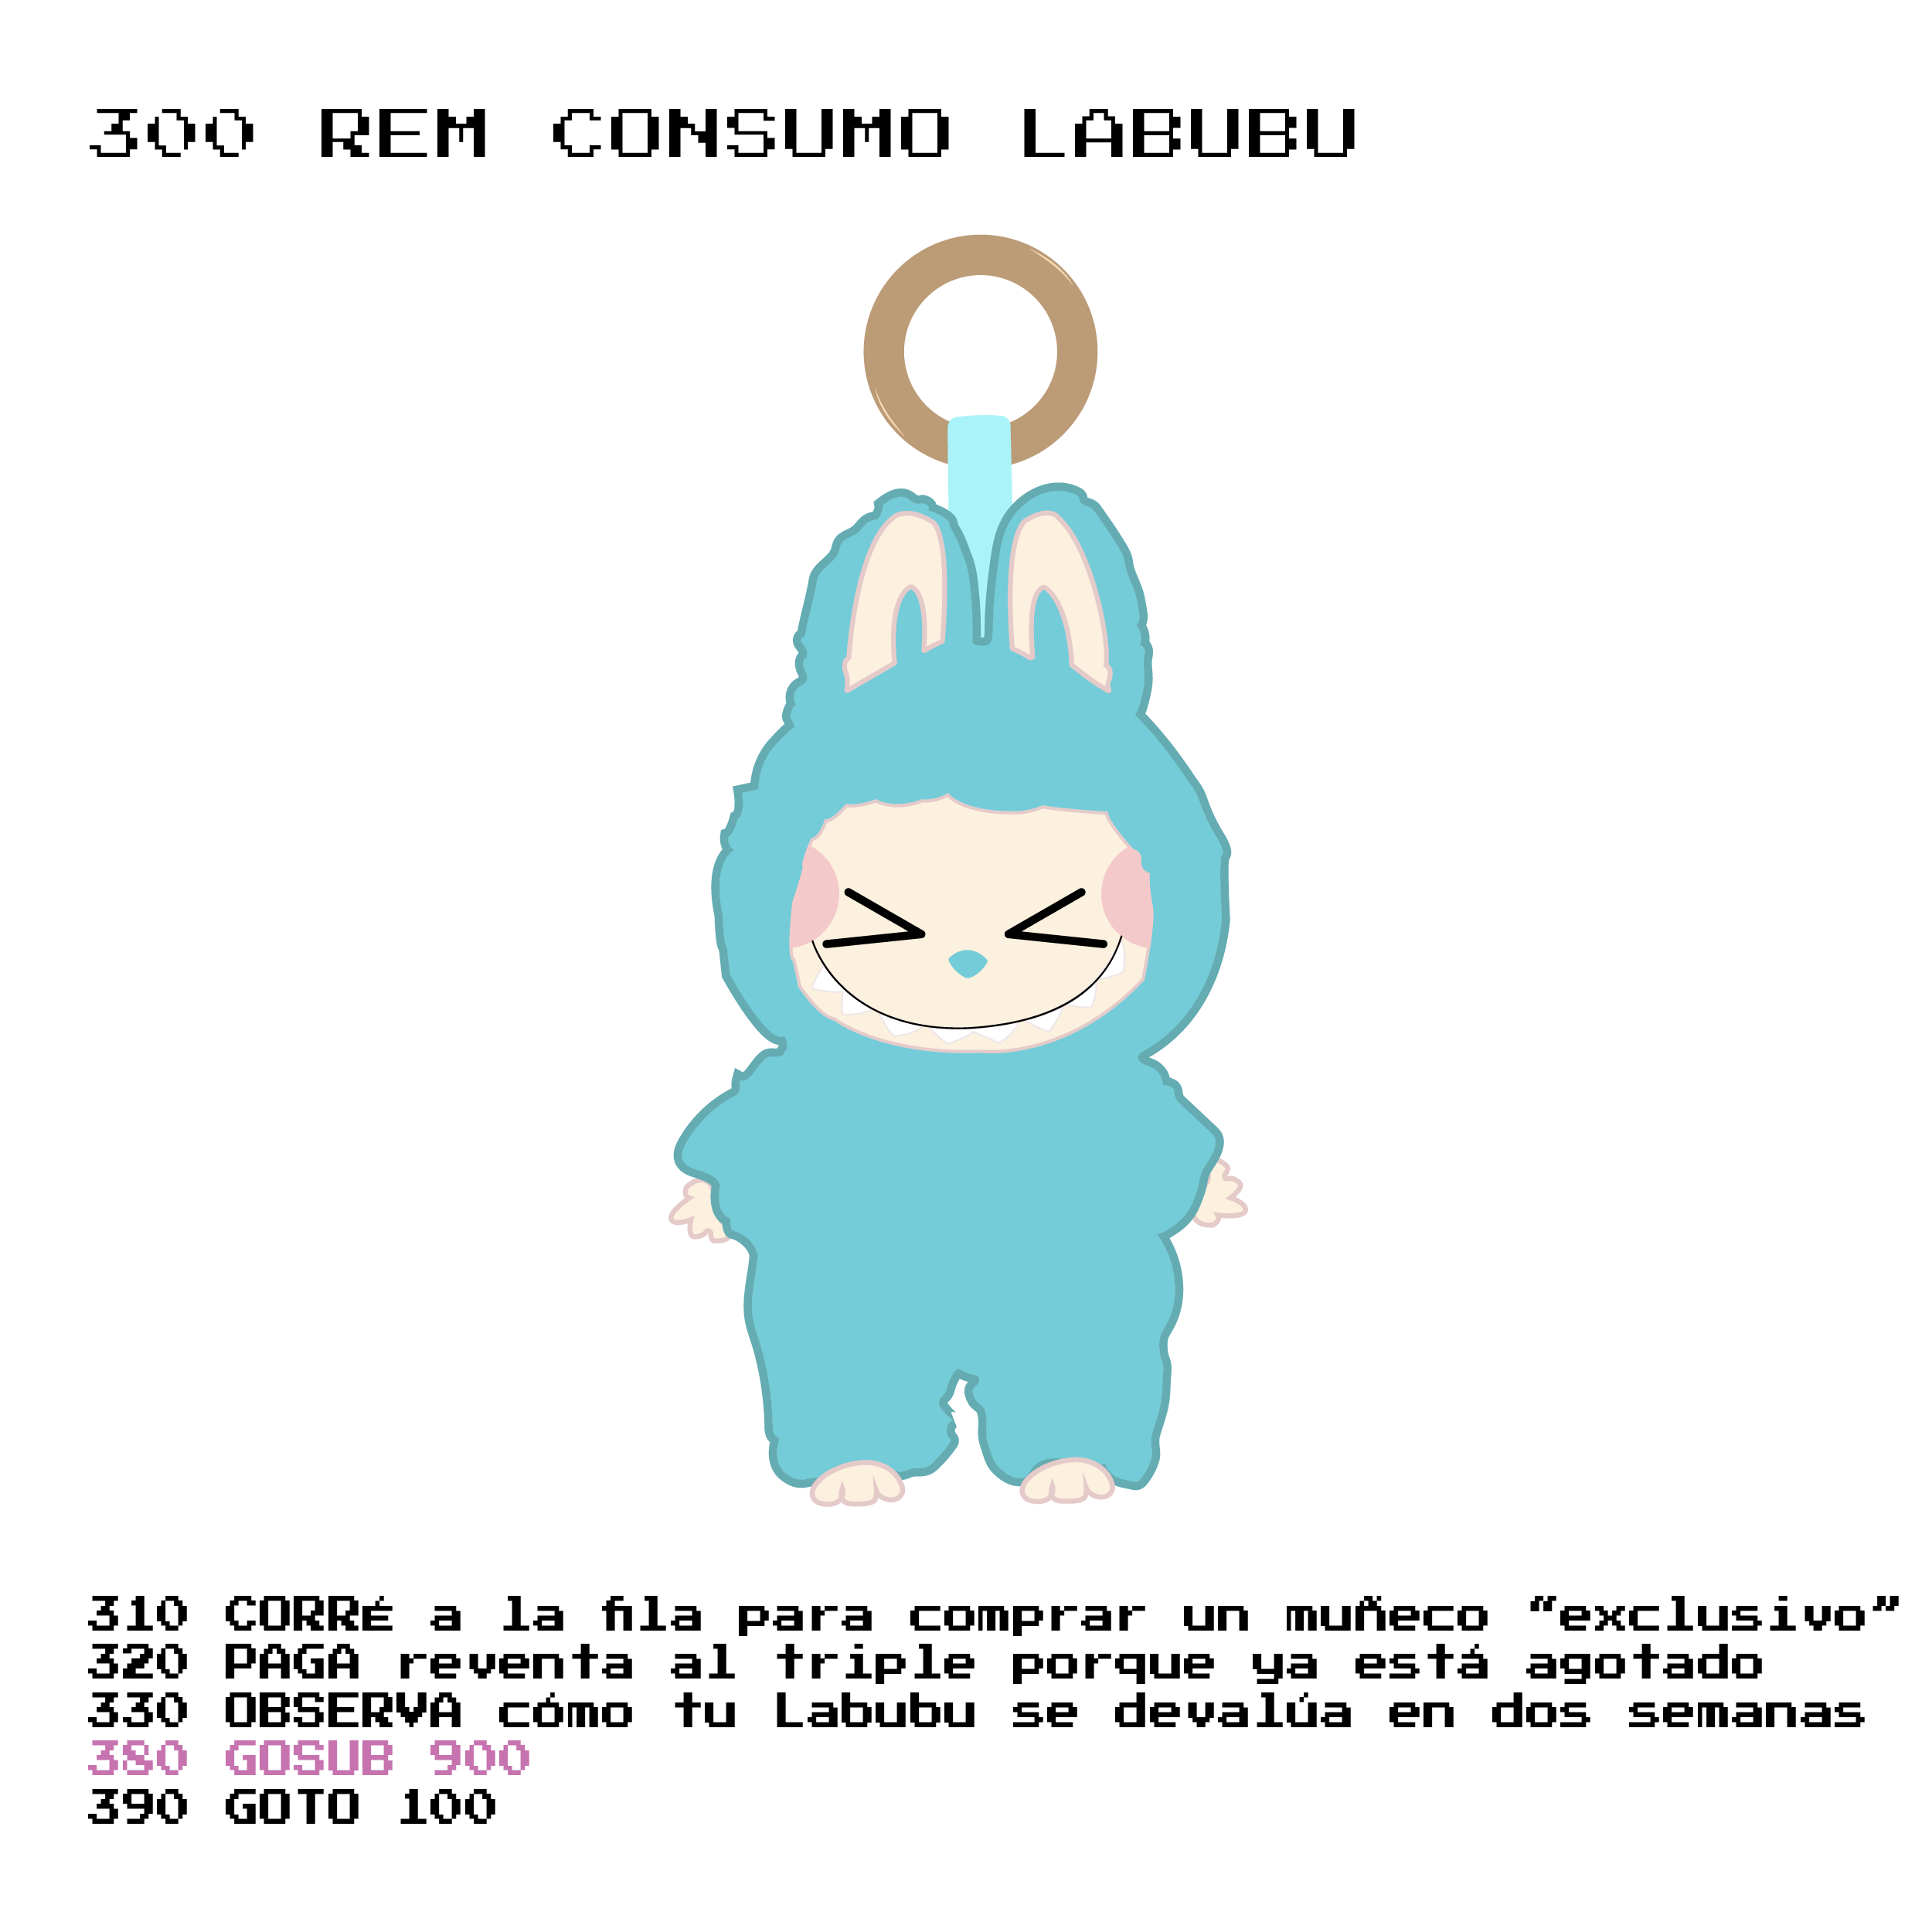 300 REM CONSUMO LABUBU
310 CORRé a la fila para comprar un muñeco “exclusivo”
320 PAGA reventa al triple porque ya está agotado
330 OBSERVA cómo tu Labubu se devalúa en dos semanas
340 GOSUB 900
390 GOTO 100